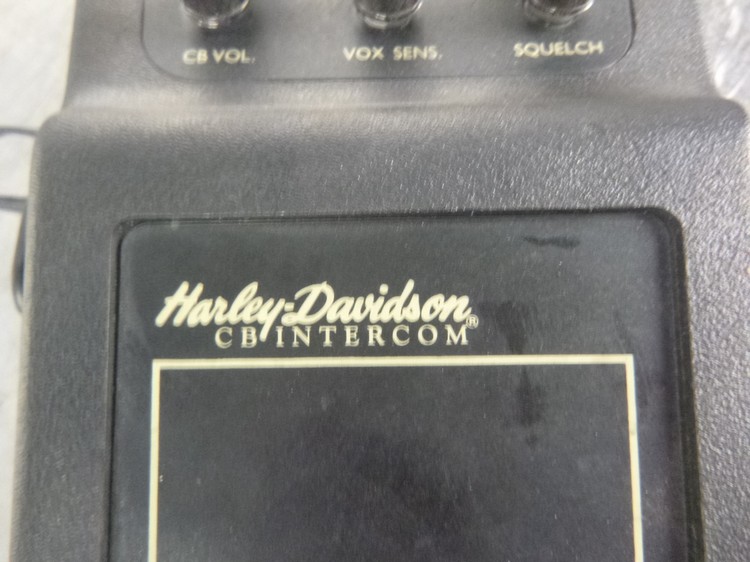 CB VOL. VOX SENS. SQUELCH
Harley-Davidson®
CB INTERCOM